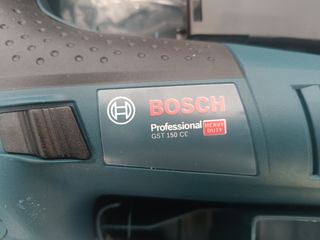 BOSCH
Professional HEAVY DUTY
GST 150 CE